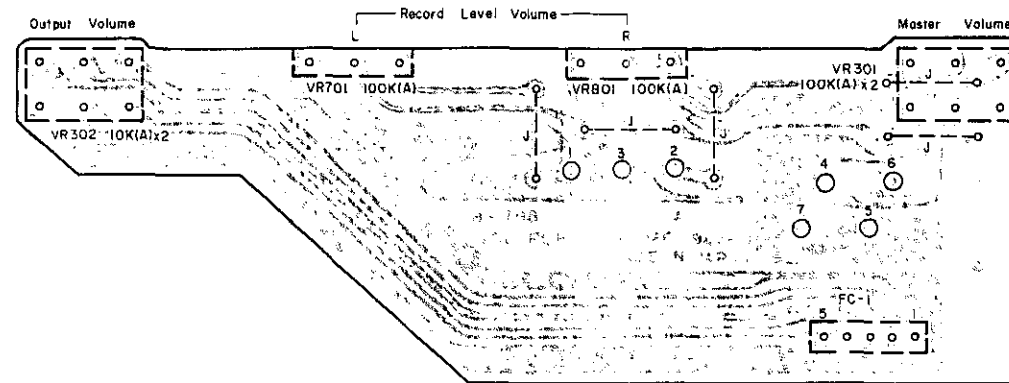 Record Level Volume
Output Volume
L
R
Master Volume
VR701 100K(A)
VR801 100K(A)
VR301
100K(A)x2
J
VR302 10K(A)x2
J
J
J
J
1
3
2
4
6
7
5
FC-1
5
1